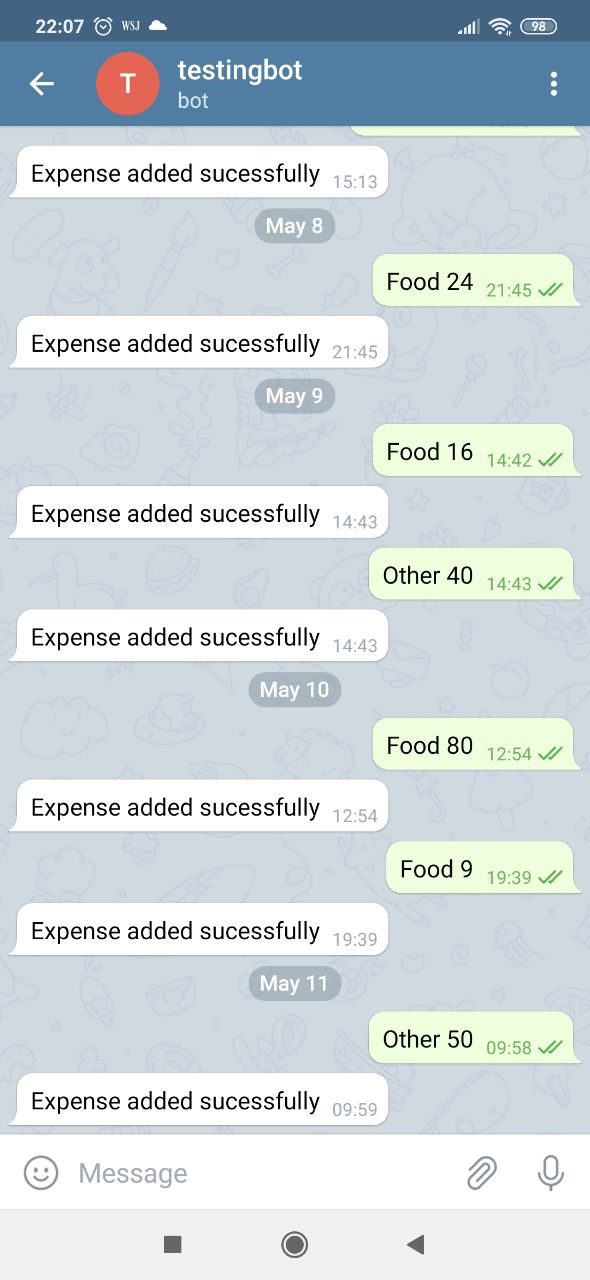 22:07 WSJ 98
T testingbot
bot
Expense added sucessfully 15:13
May 8
Food 24 21:45
Expense added sucessfully 21:45
May 9
Food 16 14:42
Expense added sucessfully 14:43
Other 40 14:43
Expense added sucessfully 14:43
May 10
Food 80 12:54
Expense added sucessfully 12:54
Food 9 19:39
Expense added sucessfully 19:39
May 11
Other 50 09:58
Expense added sucessfully 09:59
Message